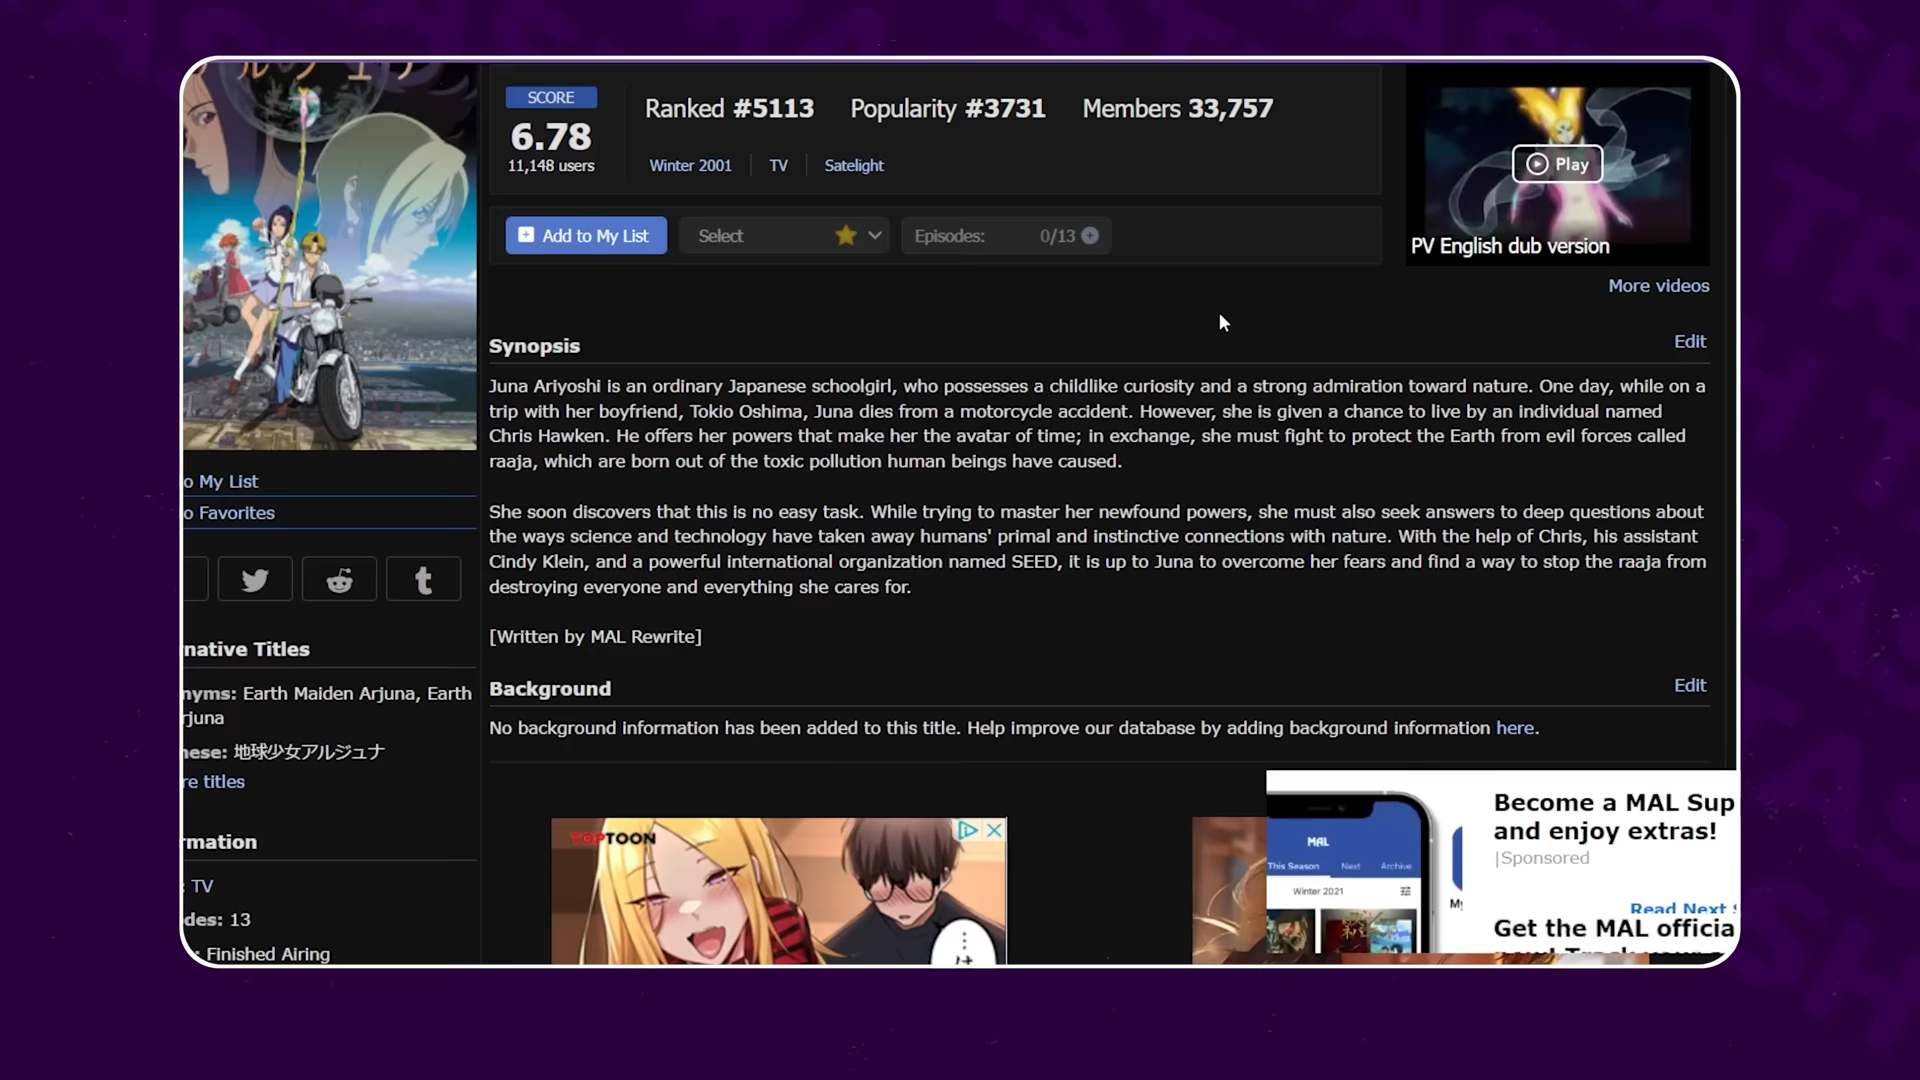 SCORE
6.78
11,148 users
Ranked #5113 Popularity #3731 Members 33,757
Winter 2001 TV Satelight
Add to My List Select Episodes: 0/13
Play
PV English dub version
More videos
Synopsis Edit
Juna Ariyoshi is an ordinary Japanese schoolgirl, who possesses a childlike curiosity and a strong admiration toward nature. One day, while on a
trip with her boyfriend, Tokio Oshima, Juna dies from a motorcycle accident. However, she is given a chance to live by an individual named
Chris Hawken. He offers her powers that make her the avatar of time; in exchange, she must fight to protect the Earth from evil forces called
raaja, which are born out of the toxic pollution human beings have caused.
She soon discovers that this is no easy task. While trying to master her newfound powers, she must also seek answers to deep questions about
the ways science and technology have taken away humans' primal and instinctive connections with nature. With the help of Chris, his assistant
Cindy Klein, and a powerful international organization named SEED, it is up to Juna to overcome her fears and find a way to stop the raaja from
destroying everyone and everything she cares for.
[Written by MAL Rewrite]
Background Edit
No background information has been added to this title. Help improve our database by adding background information here.
o My List
o Favorites
native Titles
nyms: Earth Maiden Arjuna, Earth
rjuna
nese: 地球少女アルジュナ
re titles
rmation
: TV
des: 13
: Finished Airing
TOPTOON
…
は
MAL
This Season Next Archive
Winter 2021
My
Become a MAL Sup
and enjoy extras!
|Sponsored
Read Next
Get the MAL officia